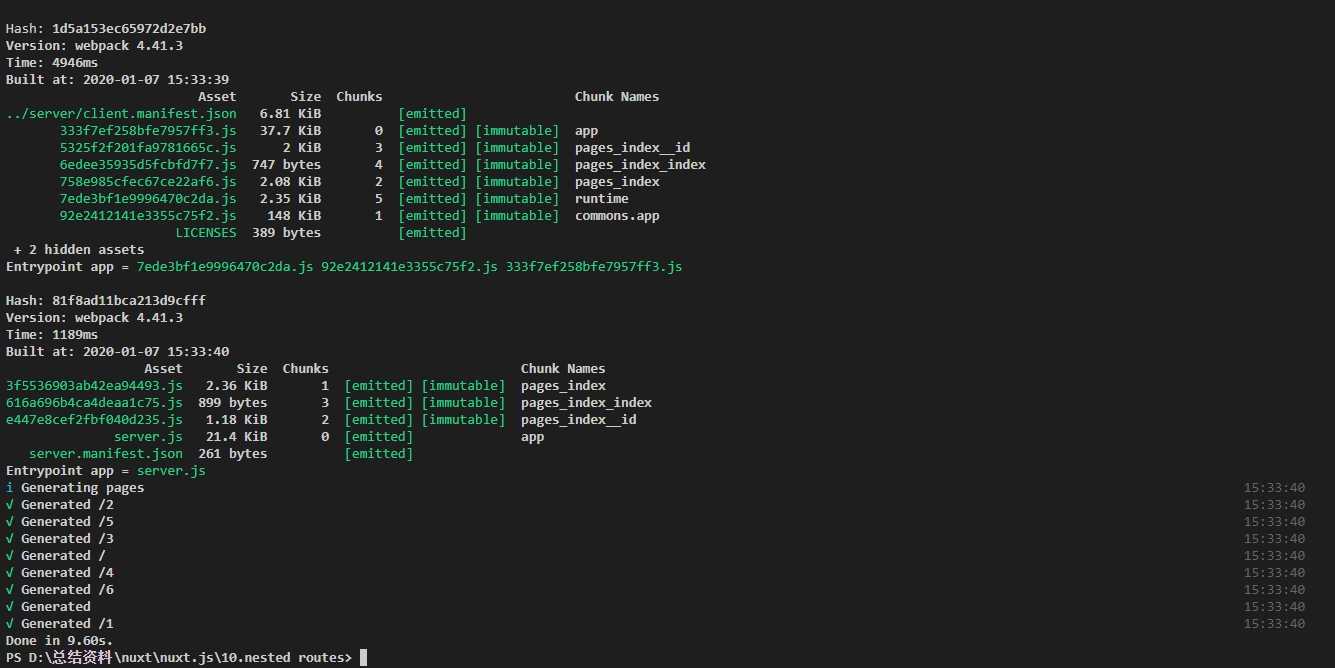 Hash: 1d5a153ec65972d2e7bb
Version: webpack 4.41.3
Time: 4946ms
Built at: 2020-01-07 15:33:39
Asset Size Chunks Chunk Names
../server/client.manifest.json 6.81 KiB [emitted]
333f7ef258bfe7957ff3.js 37.7 KiB 0 [emitted] [immutable] app
5325f2f201fa9781665c.js 2 KiB 3 [emitted] [immutable] pages_index__id
6edee35935d5fcbfd7f7.js 747 bytes 4 [emitted] [immutable] pages_index_index
758e985cfec67ce22af6.js 2.08 KiB 2 [emitted] [immutable] pages_index
7ede3bf1e9996470c2da.js 2.35 KiB 5 [emitted] [immutable] runtime
92e2412141e3355c75f2.js 148 KiB 1 [emitted] [immutable] commons.app
LICENSES 389 bytes [emitted]
+ 2 hidden assets
Entrypoint app = 7ede3bf1e9996470c2da.js 92e2412141e3355c75f2.js 333f7ef258bfe7957ff3.js
Hash: 81f8ad11bca213d9cfff
Version: webpack 4.41.3
Time: 1189ms
Built at: 2020-01-07 15:33:40
Asset Size Chunks Chunk Names
3f5536903ab42ea94493.js 2.36 KiB 1 [emitted] [immutable] pages_index
616a696b4ca4deaa1c75.js 899 bytes 3 [emitted] [immutable] pages_index_index
e447e8cef2fbf040d235.js 1.18 KiB 2 [emitted] [immutable] pages_index__id
server.js 21.4 KiB 0 [emitted] app
server.manifest.json 261 bytes [emitted]
Entrypoint app = server.js
i Generating pages 15:33:40
√ Generated /2 15:33:40
√ Generated /5 15:33:40
√ Generated /3 15:33:40
√ Generated / 15:33:40
√ Generated /4 15:33:40
√ Generated /6 15:33:40
√ Generated 15:33:40
√ Generated /1 15:33:40
Done in 9.60s.
PS D:\总结资料\nuxt\nuxt.js\10.nested routes>